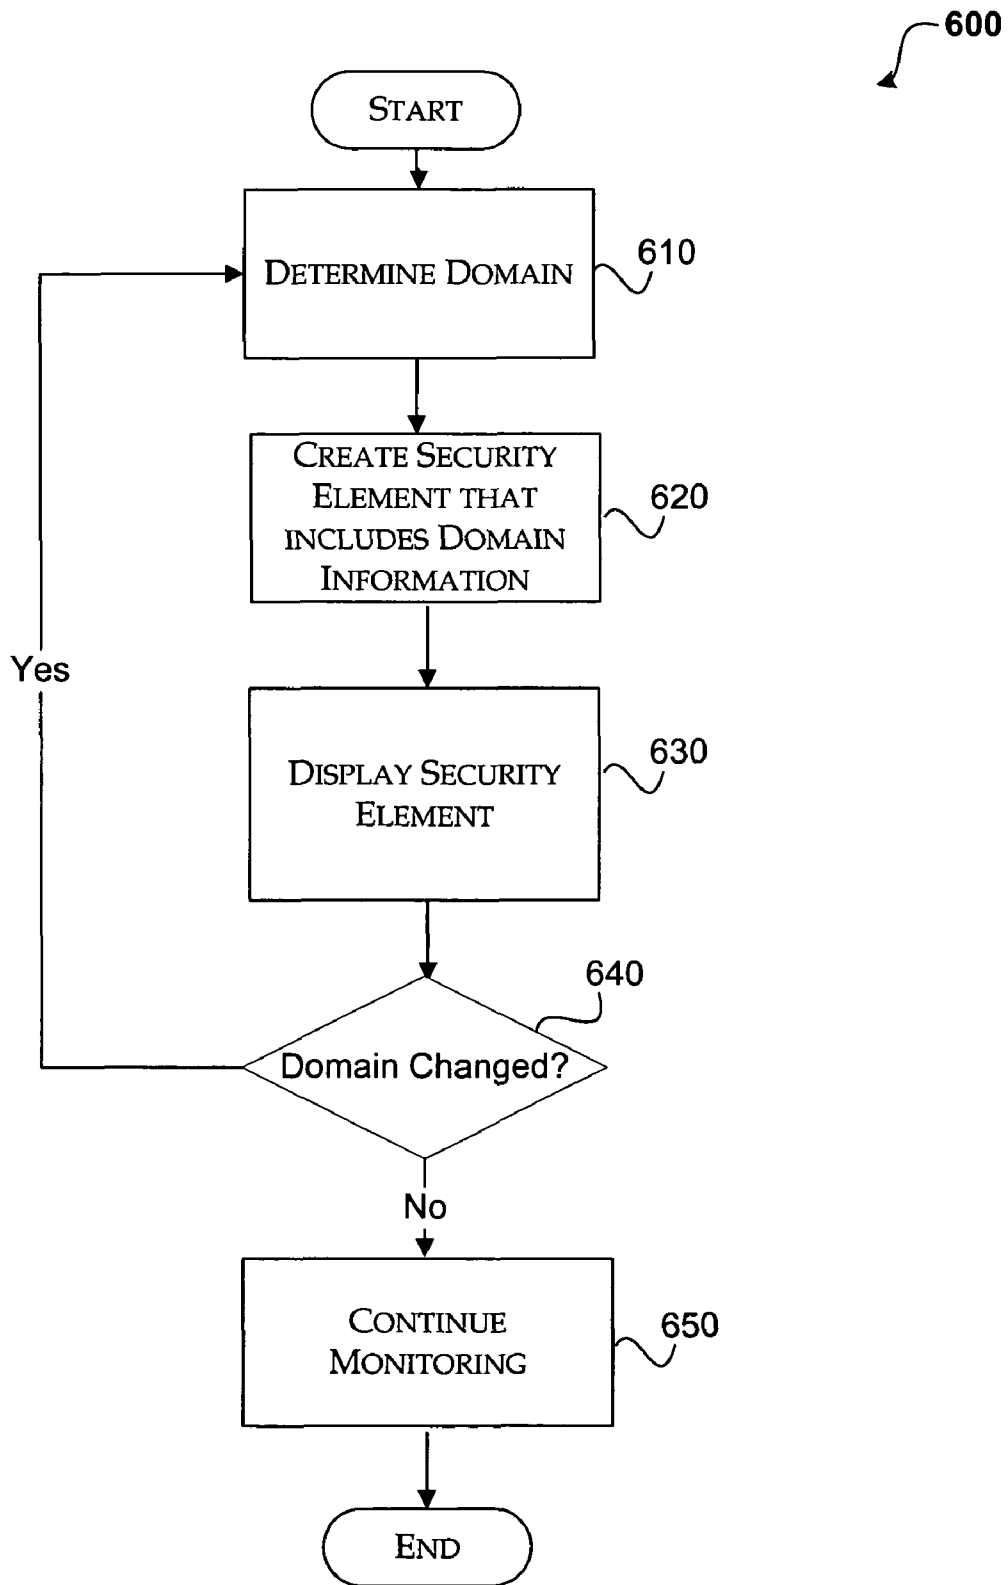 600
START
DETERMINE DOMAIN
610
CREATE SECURITY
ELEMENT THAT
INCLUDES DOMAIN
INFORMATION
620
Yes
DISPLAY SECURITY
ELEMENT
630
640
Domain Changed?
No
CONTINUE
MONITORING
650
END